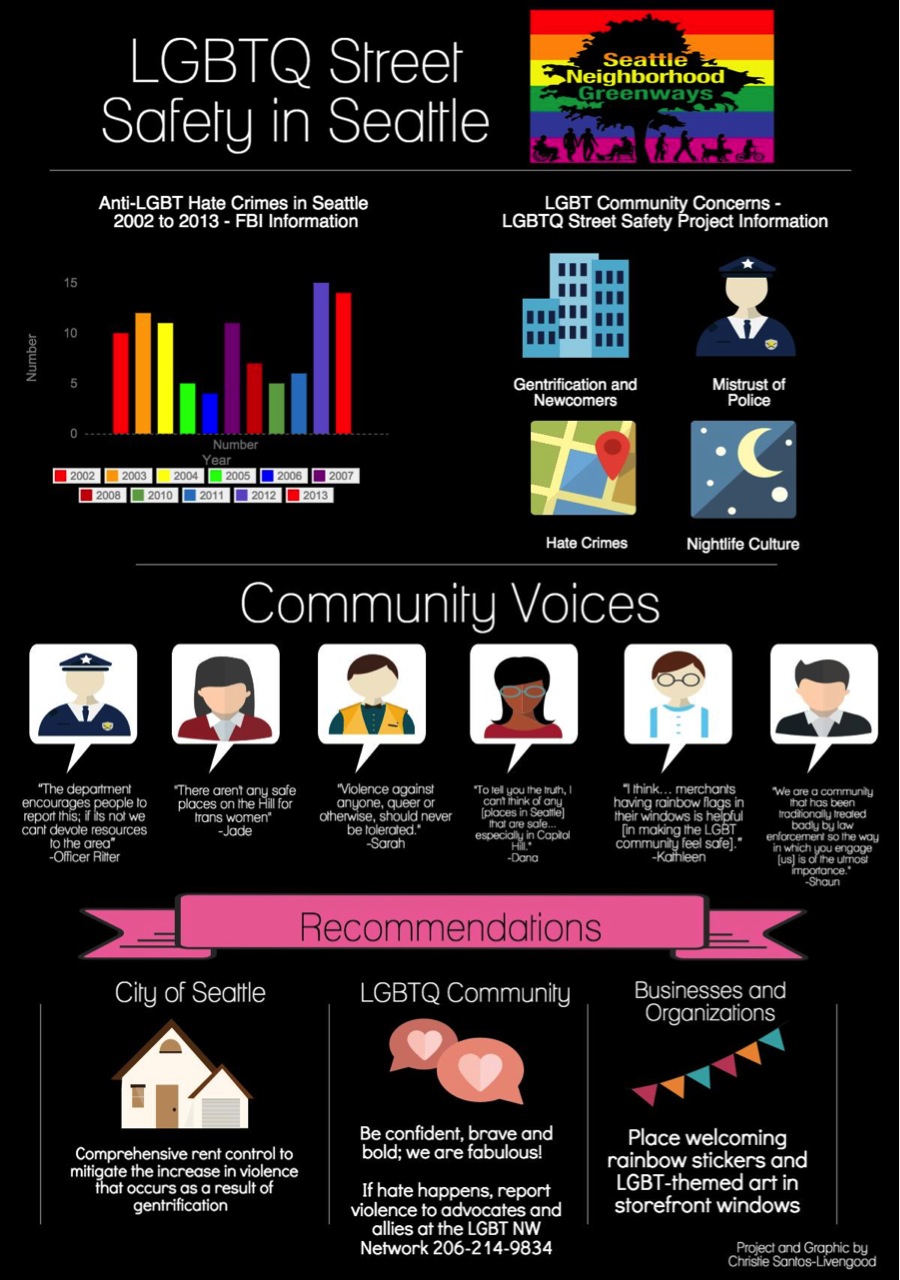 LGBTQ Street
Safety in Seattle
Seattle
Neighborhood
Greenways
Anti-LGBT Hate Crimes in Seattle
2002 to 2013 - FBI Information
Number
15
10
5
0
Number
Year
2002 2003 2004 2005 2006 2007
2008 2010 2011 2012 2013
LGBT Community Concerns -
LGBTQ Street Safety Project Information
Gentrification and
Newcomers
Mistrust of
Police
Hate Crimes
Nightlife Culture
Community Voices
"The department
encourages people to
report this; if its not we
cant devote resources
to the area"
-Officer Ritter
"There aren't any safe
places on the Hill for
trans women"
-Jade
"Violence against
anyone, queer or
otherwise, should never
be tolerated."
-Sarah
"To tell you the truth, I
can't think of any
[places in Seattle]
that are safe...
especially in Capitol
Hill."
-Dana
"I think... merchants
having rainbow flags in
their windows is helpful
[in making the LGBT
community feel safe]."
-Kathleen
"We are a community
that has been
traditionally treated
badly by law
enforcement so the way
in which you engage
[us] is of the utmost
importance."
-Shaun
Recommendations
City of Seattle
Comprehensive rent control to
mitigate the increase in violence
that occurs as a result of
gentrification
LGBTQ Community
Be confident, brave and
bold; we are fabulous!
If hate happens, report
violence to advocates and
allies at the LGBT NW
Network 206-214-9834
Businesses and
Organizations
Place welcoming
rainbow stickers and
LGBT-themed art in
storefront windows
Project and Graphic by
Christie Santos-Livengood